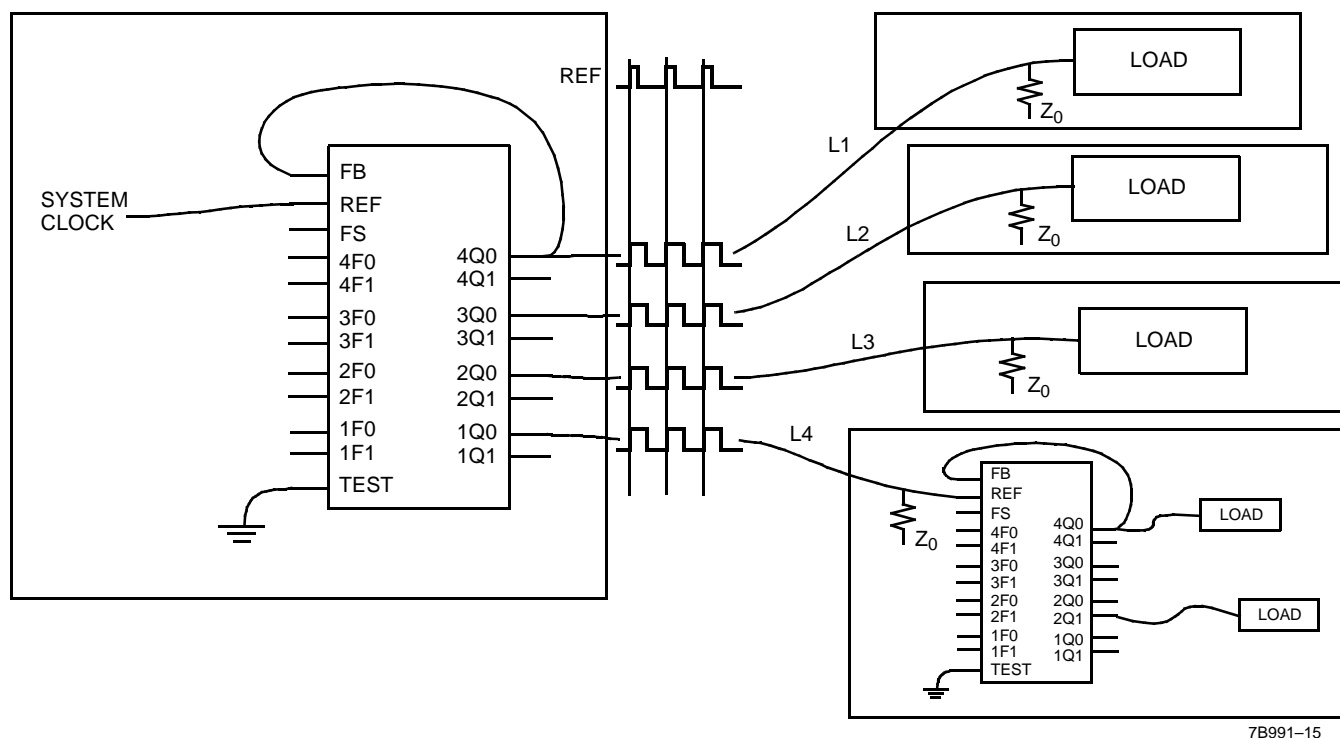 REF
SYSTEM
CLOCK
FB
REF
FS
4F0
4F1
3F0
3F1
2F0
2F1
1F0
1F1
TEST
4Q0
4Q1
3Q0
3Q1
2Q0
2Q1
1Q0
1Q1
L1
L2
L3
L4
LOAD
Z0
LOAD
Z0
LOAD
Z0
Z0
FB
REF
FS
4F0
4F1
3F0
3F1
2F0
2F1
1F0
1F1
TEST
4Q0
4Q1
3Q0
3Q1
2Q0
2Q1
1Q0
1Q1
LOAD
LOAD
7B991–15